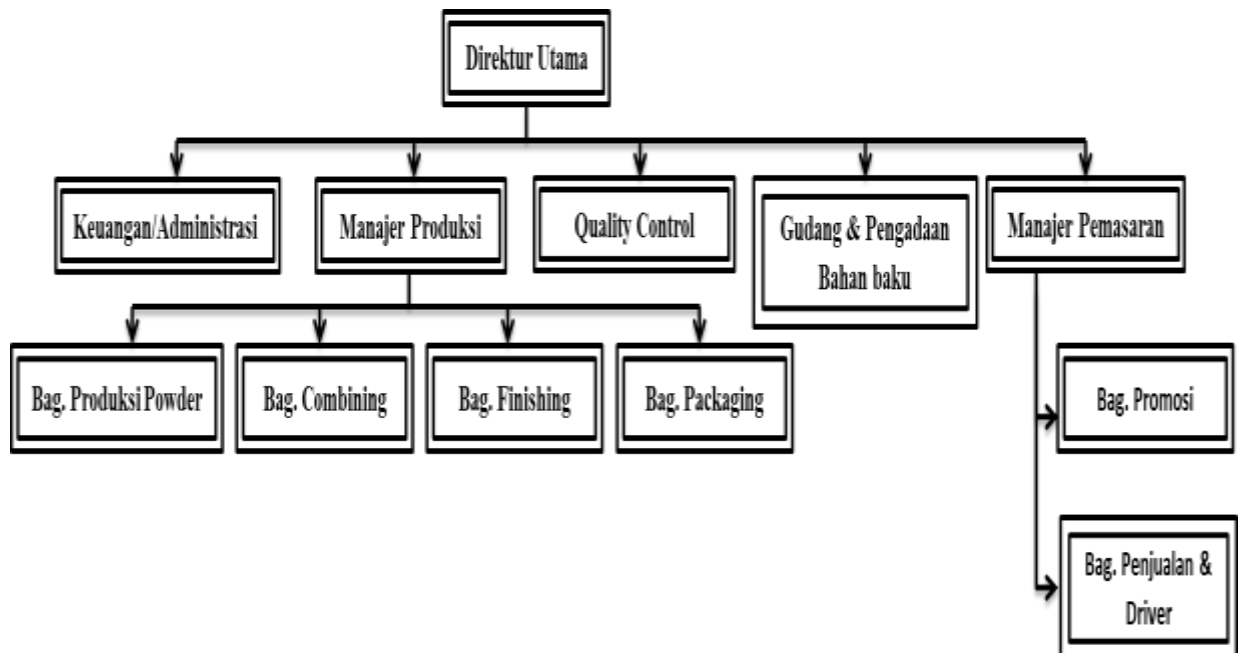 Direktur Utama
Keuangan/Administrasi
Manajer Produksi
Quality Control
Gudang & Pengadaan
Bahan baku
Manajer Pemasaran
Bag. Produksi Powder
Bag. Combining
Bag. Finishing
Bag. Packaging
Bag. Promosi
Bag. Penjualan &
Driver